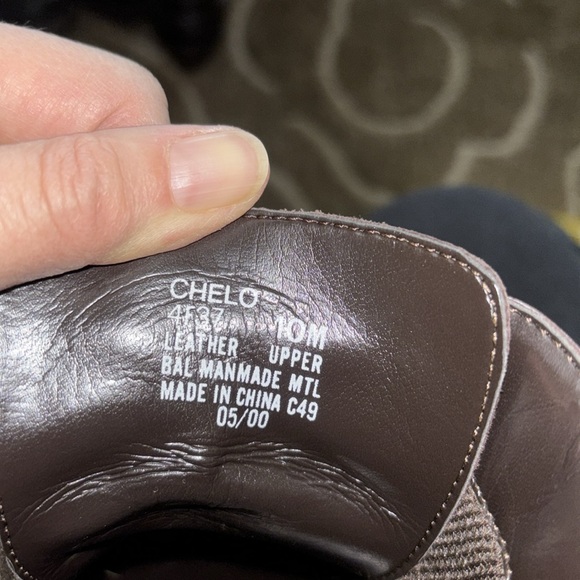 CHELO
4F37 10M
LEATHER UPPER
BAL MANMADE MTL
MADE IN CHINA C49
05/00